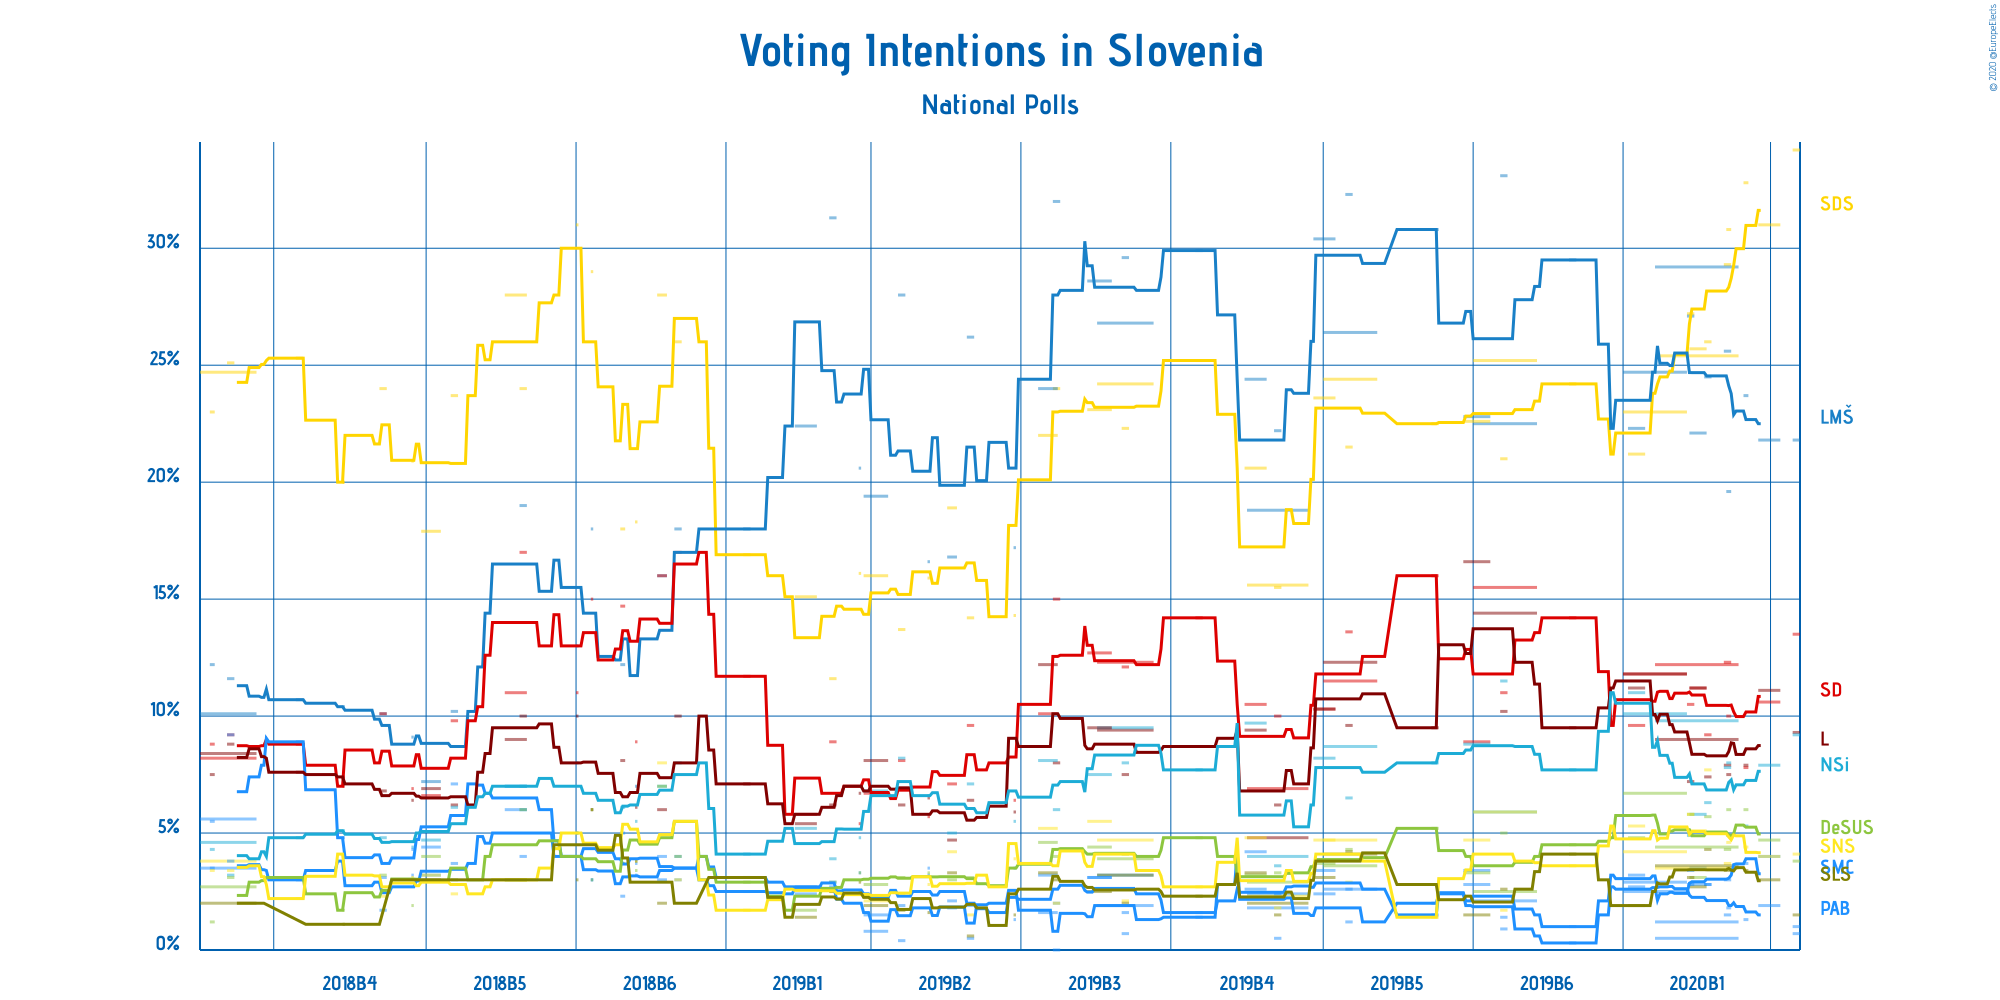 © 2020 @EuropeElects
Voting Intentions in Slovenia
National Polls
30%
25%
20%
15%
10%
5%
0%
SDS
LMŠ
SD
L
NSi
DeSUS
SNS
SMC
SLS
PAB
2018B4 2018B5 2018B6 2019B1 2019B2 2019B3 2019B4 2019B5 2019B6 2020B1